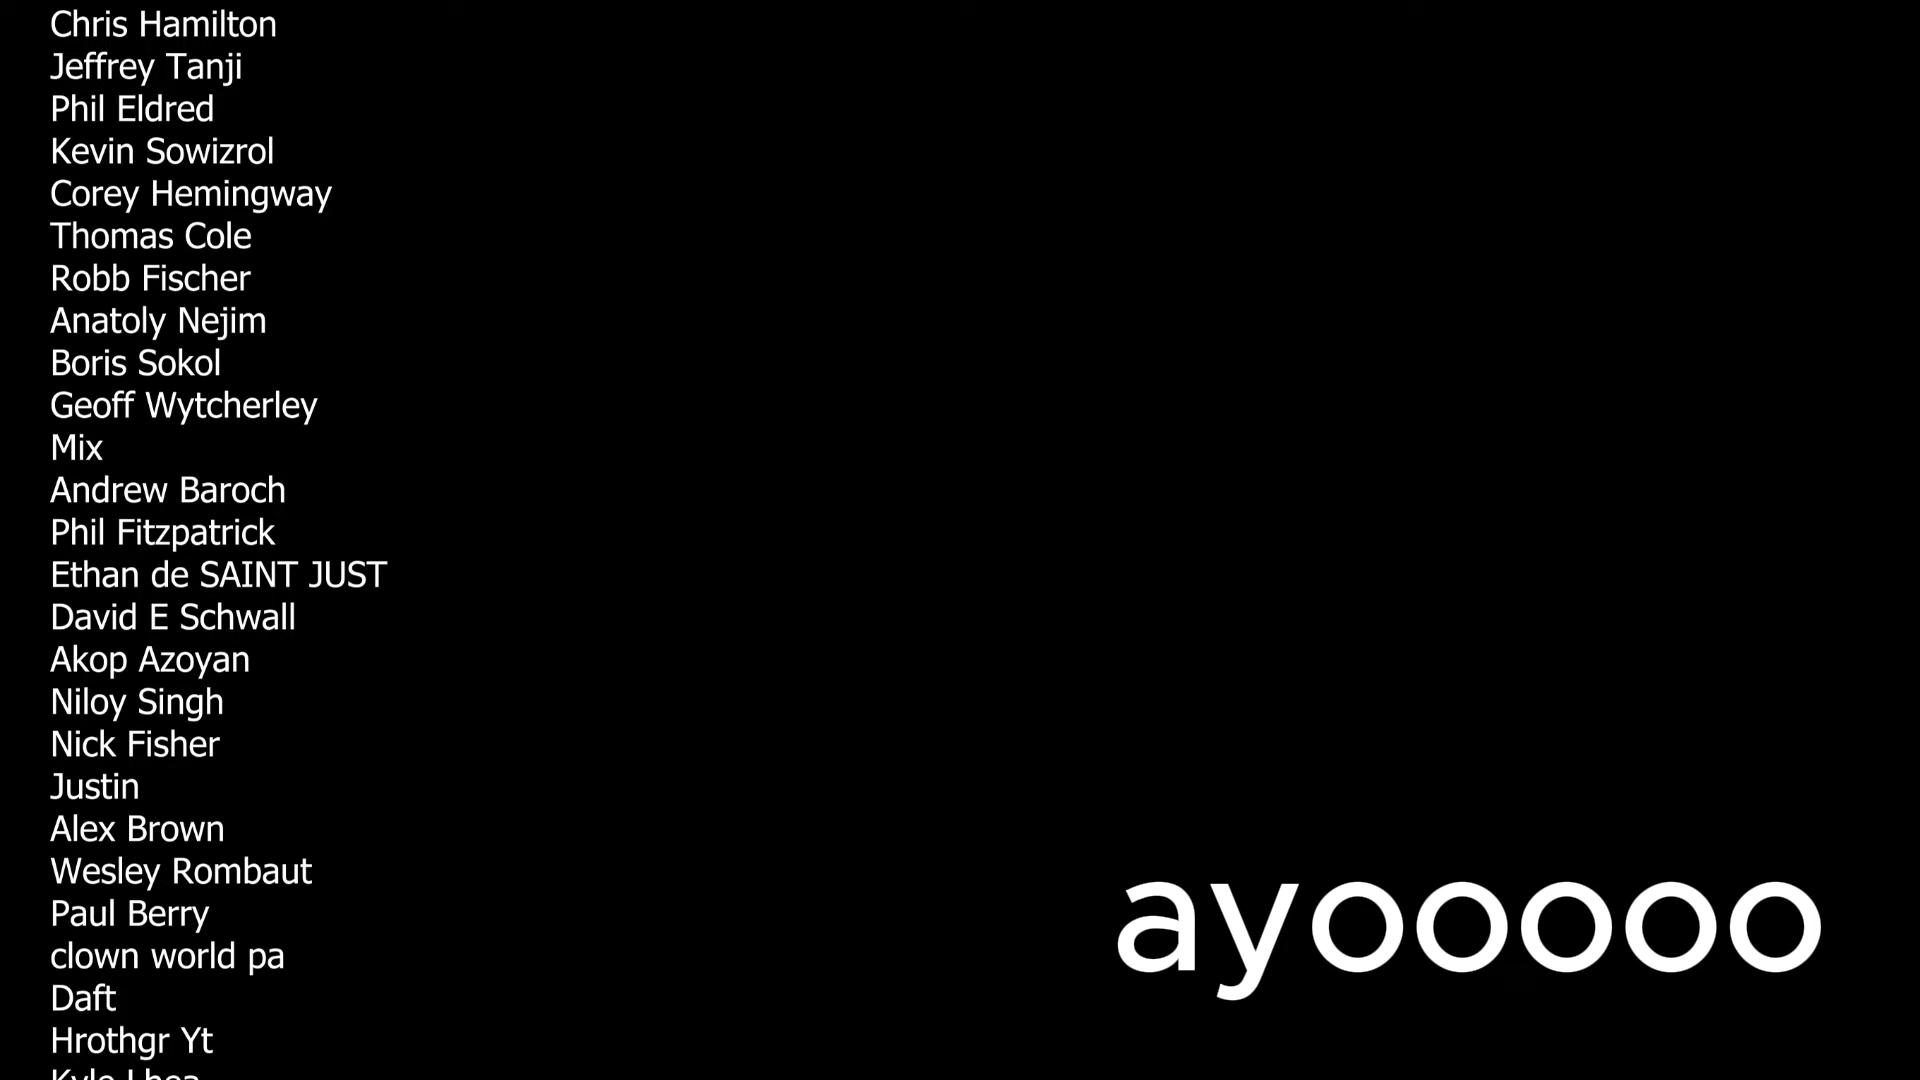 Chris Hamilton
Jeffrey Tanji
Phil Eldred
Kevin Sowizrol
Corey Hemingway
Thomas Cole
Robb Fischer
Anatoly Nejim
Boris Sokol
Geoff Wytcherley
Mix
Andrew Baroch
Phil Fitzpatrick
Ethan de SAINT JUST
David E Schwall
Akop Azoyan
Niloy Singh
Nick Fisher
Justin
Alex Brown
Wesley Rombaut
Paul Berry
clown world pa
Daft
Hrothgr Yt
Kyle
ayooooo